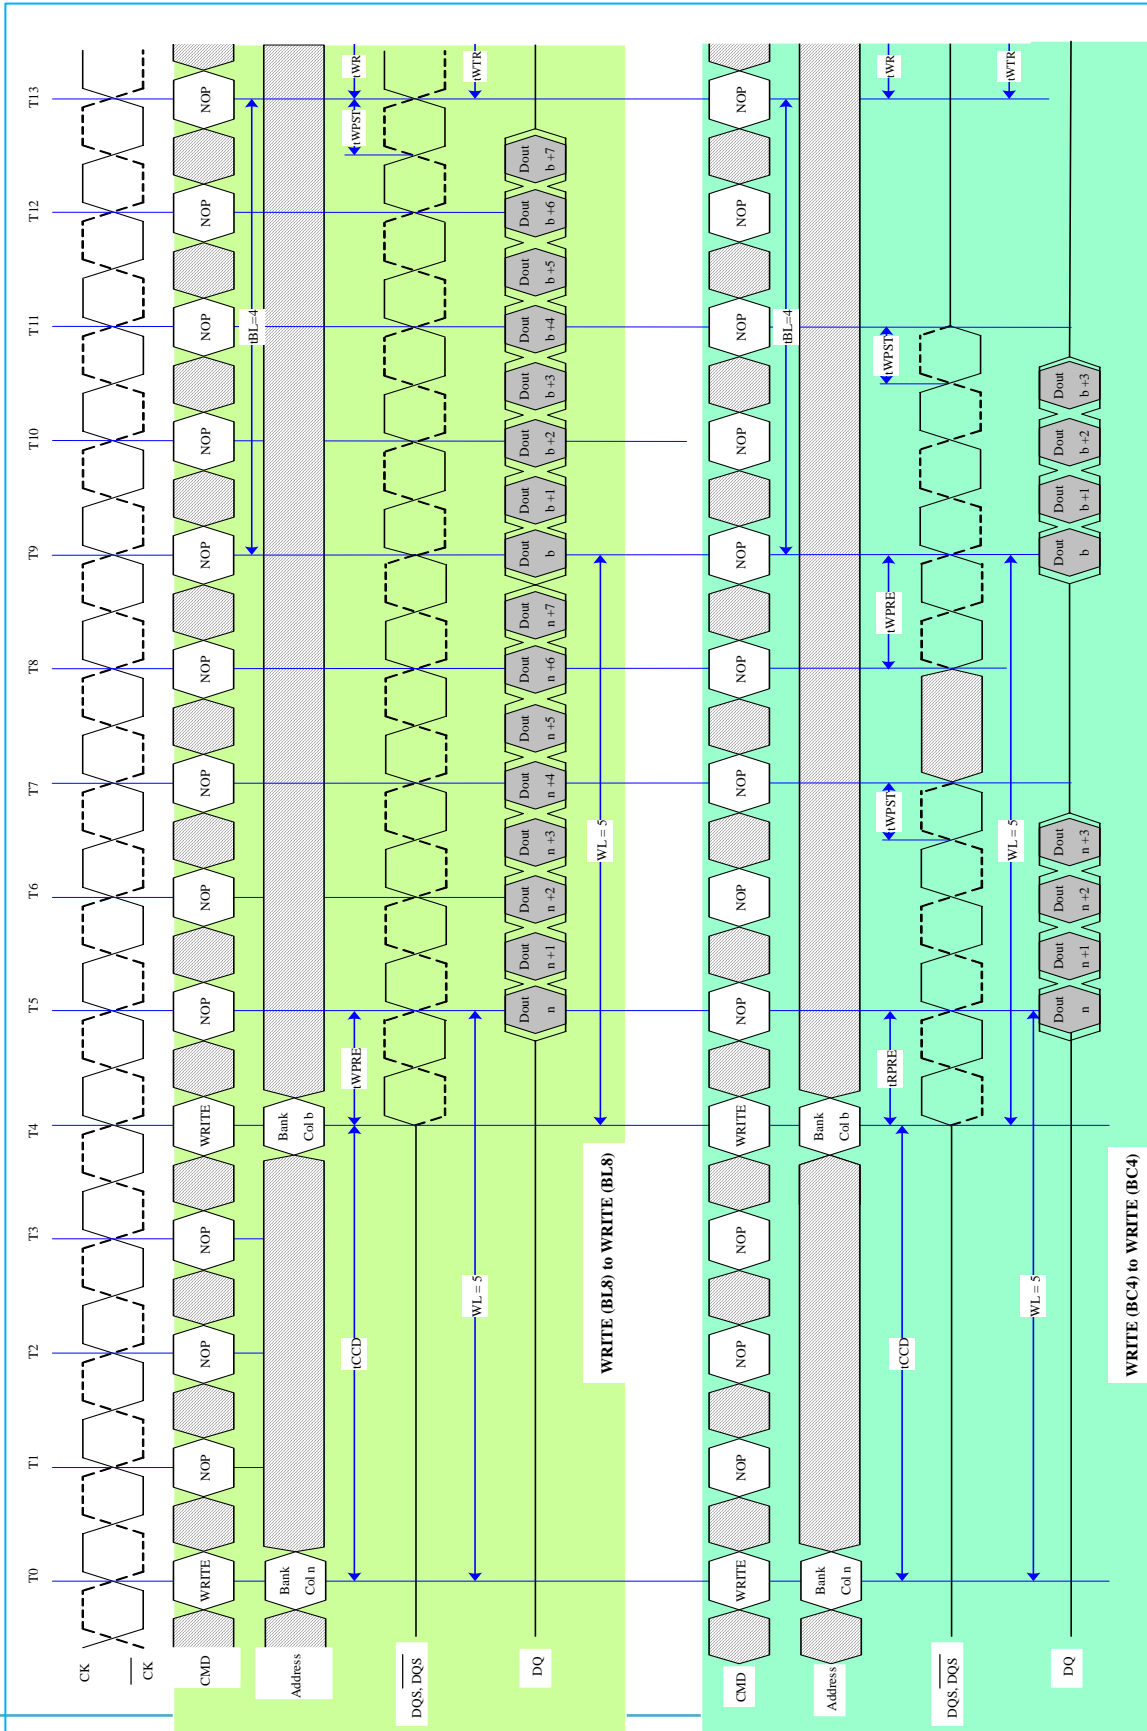 T0 T1 T2 T3 T4 T5 T6 T7 T8 T9 T10 T11 T12 T13
CK
CK
CMD WRITE NOP NOP NOP WRITE NOP NOP NOP NOP NOP NOP NOP NOP NOP
tBL=4
Address Bank Col n Bank Col b
tCCD tWPRE tWPST tWR
DQS, DQS
WL = 5 tWTR
DQ Dout n Dout n +1 Dout n +2 Dout n +3 Dout n +4 Dout n +5 Dout n +6 Dout n +7 Dout b Dout b +1 Dout b +2 Dout b +3 Dout b +4 Dout b +5 Dout b +6 Dout b +7
WL = 5
WRITE (BL8) to WRITE (BL8)
CMD WRITE NOP NOP NOP WRITE NOP NOP NOP NOP NOP NOP NOP NOP NOP
tBL=4
Address Bank Col n Bank Col b
tCCD tRPRE tWPST tWPRE tWPST tWR
DQS, DQS
WL = 5 tWTR
WL = 5
DQ Dout n Dout n +1 Dout n +2 Dout n +3 Dout b Dout b +1 Dout b +2 Dout b +3
WRITE (BC4) to WRITE (BC4)